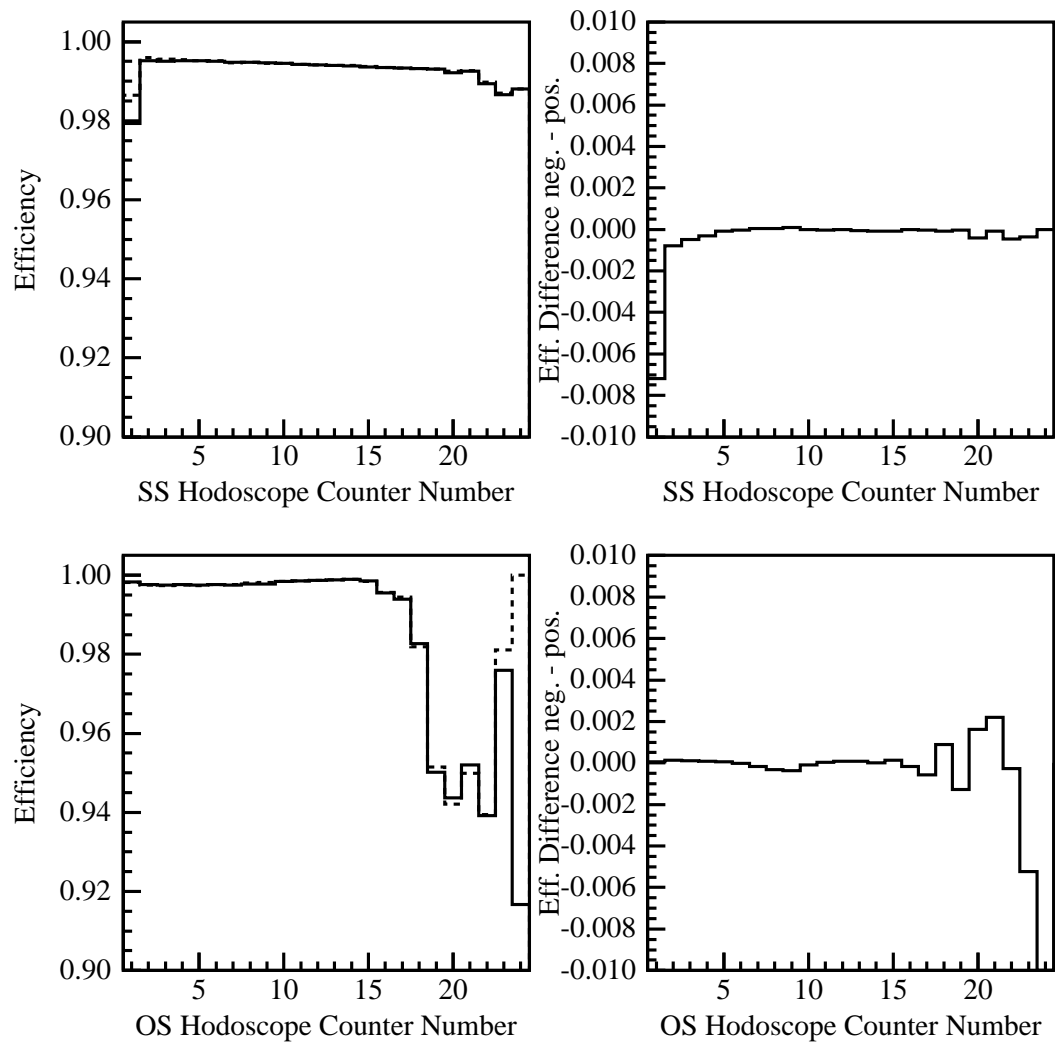 1.00
0.98
0.96
0.94
0.92
0.90
Efficiency
5 10 15 20
SS Hodoscope Counter Number
0.010
0.008
0.006
0.004
0.002
0.000
-0.002
-0.004
-0.006
-0.008
-0.010
Eff. Difference neg. - pos.
5 10 15 20
SS Hodoscope Counter Number
1.00
0.98
0.96
0.94
0.92
0.90
Efficiency
5 10 15 20
OS Hodoscope Counter Number
0.010
0.008
0.006
0.004
0.002
0.000
-0.002
-0.004
-0.006
-0.008
-0.010
Eff. Difference neg. - pos.
5 10 15 20
OS Hodoscope Counter Number